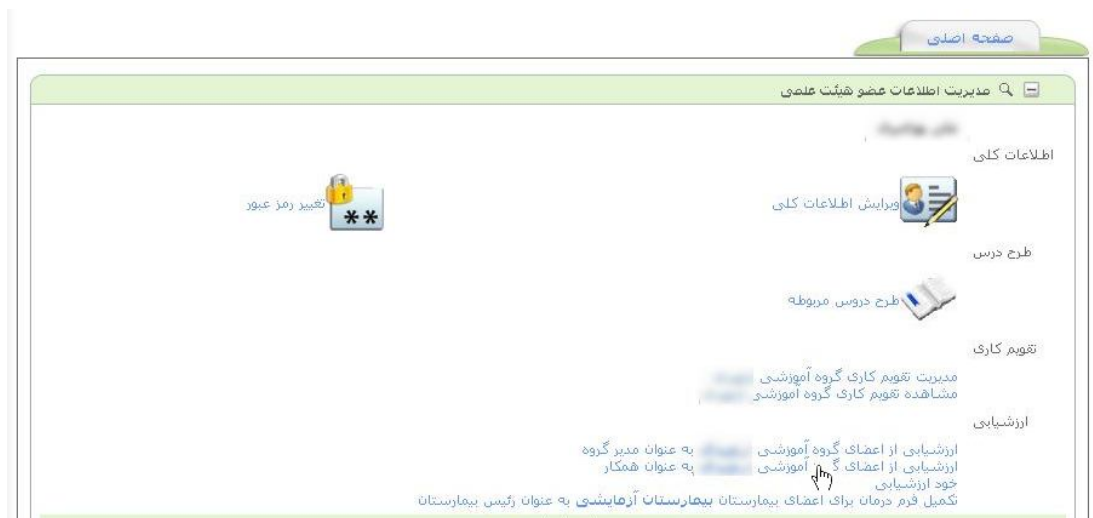 صفحه اصلی
مدیریت اطلاعات عضو هیئت علمی
اطلاعات کلی
ویرایش اطلاعات کلی
تغییر رمز عبور
**
طرح درس
طرح دروس مربوطه
تقویم کاری
مدیریت تقویم کاری گروه آموزشی
مشاهده تقویم کاری گروه آموزشی
ارزشیابی
ارزشیابی از اعضای گروه آموزشی به عنوان مدیر گروه
ارزشیابی از اعضای آموزشی به عنوان همکار
خود ارزشیابی
تکمیل فرم درمان برای اعضای بیمارستان بیمارستان آزمایشی به عنوان رئیس بیمارستان